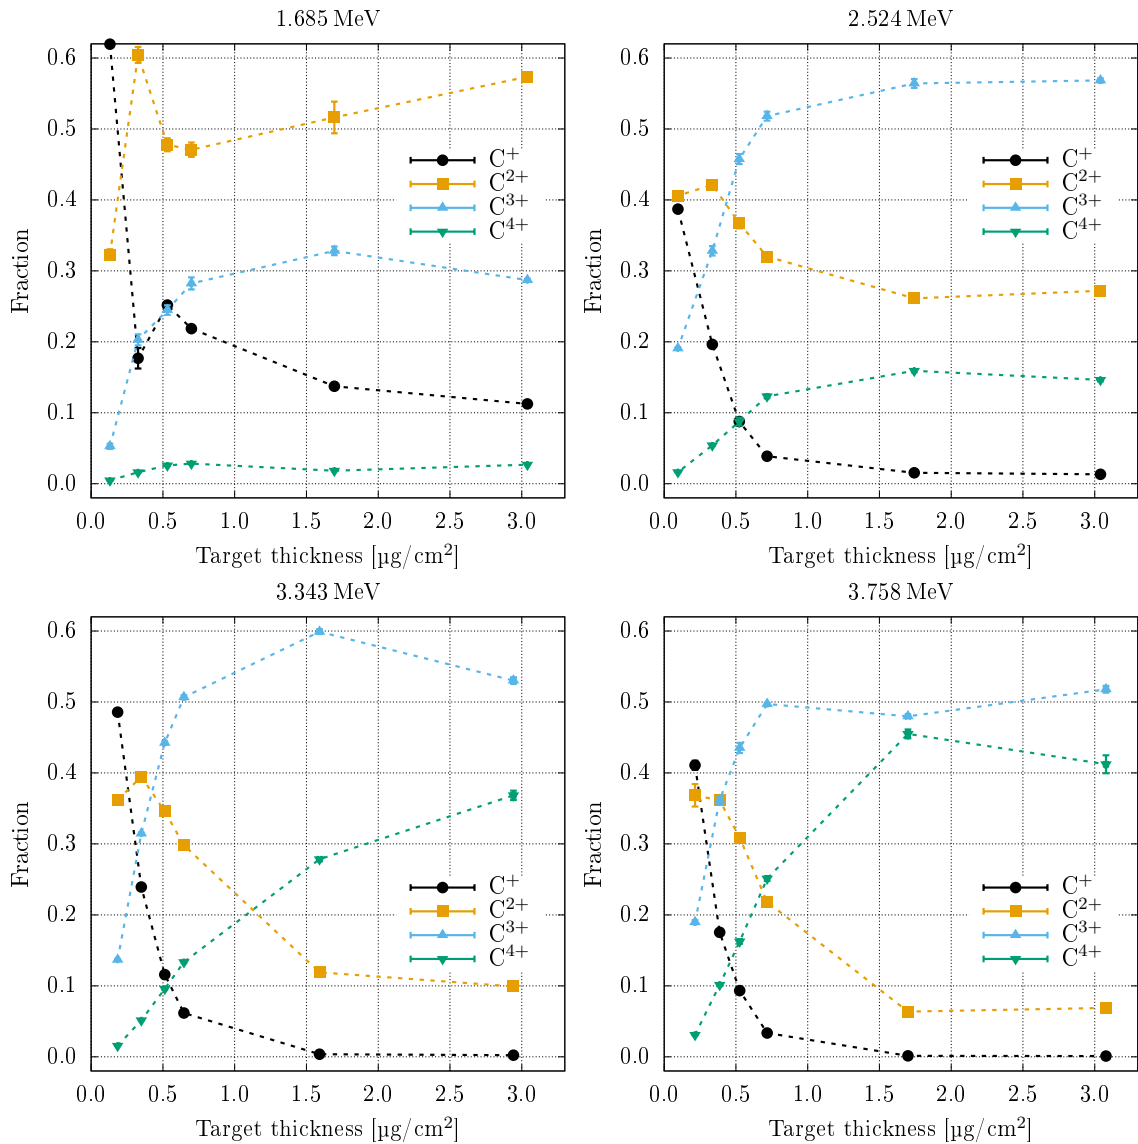 1.685 MeV
0.6
0.5
0.4
0.3
0.2
0.1
0.0
Fraction
C⁺
C²⁺
C³⁺
C⁴⁺
0.0 0.5 1.0 1.5 2.0 2.5 3.0
Target thickness [µg/cm²]
2.524 MeV
0.6
0.5
0.4
0.3
0.2
0.1
0.0
Fraction
C⁺
C²⁺
C³⁺
C⁴⁺
0.0 0.5 1.0 1.5 2.0 2.5 3.0
Target thickness [µg/cm²]
3.343 MeV
0.6
0.5
0.4
0.3
0.2
0.1
0.0
Fraction
C⁺
C²⁺
C³⁺
C⁴⁺
0.0 0.5 1.0 1.5 2.0 2.5 3.0
Target thickness [µg/cm²]
3.758 MeV
0.6
0.5
0.4
0.3
0.2
0.1
0.0
Fraction
C⁺
C²⁺
C³⁺
C⁴⁺
0.0 0.5 1.0 1.5 2.0 2.5 3.0
Target thickness [µg/cm²]